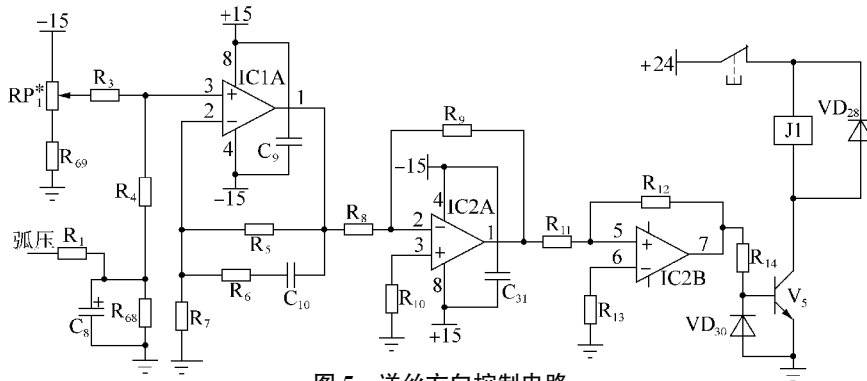 -15
+15
8
IC1A
RP1*
R3
3
+
1
2
−
4
C9
-15
R69
R4
弧压
R1
C8
+
R68
R5
R6
C10
R7
R8
R9
-15
4
IC2A
2
−
1
3
+
8
R10
C31
+15
R11
R12
5
+
7
6
−
IC2B
R13
R14
VD30
V5
+24
J1
VD28